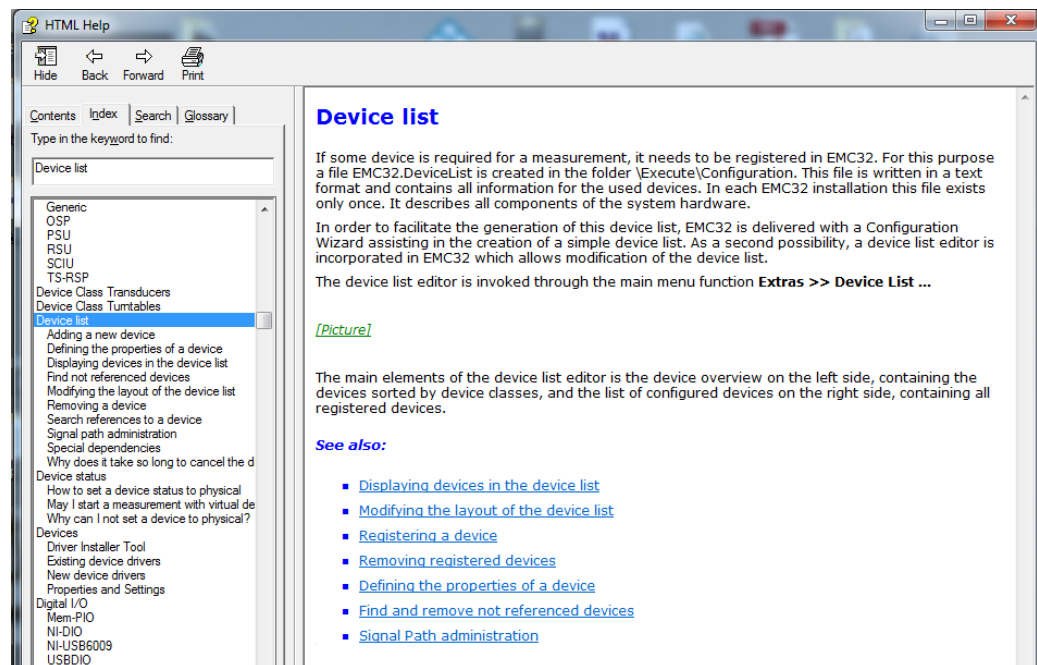 HTML Help
Hide Back Forward Print
Contents Index Search Glossary
Type in the keyword to find:
Device list
Generic
OSP
PSU
RSU
SCIU
TS-RSP
Device Class Transducers
Device Class Turntables
Device list
Adding a new device
Defining the properties of a device
Displaying devices in the device list
Find not referenced devices
Modifying the layout of the device list
Removing a device
Search references to a device
Signal path administration
Special dependencies
Why does it take so long to cancel the d
Device status
How to set a device status to physical
May I start a measurement with virtual de
Why can I not set a device to physical?
Devices
Driver Installer Tool
Existing device drivers
New device drivers
Properties and Settings
Digital I/O
Mem-PIO
NI-DIO
NI-USB6009
USBDIO
Device list
If some device is required for a measurement, it needs to be registered in EMC32. For this purpose
a file EMC32.DeviceList is created in the folder \Execute\Configuration. This file is written in a text
format and contains all information for the used devices. In each EMC32 installation this file exists
only once. It describes all components of the system hardware.
In order to facilitate the generation of this device list, EMC32 is delivered with a Configuration
Wizard assisting in the creation of a simple device list. As a second possibility, a device list editor is
incorporated in EMC32 which allows modification of the device list.
The device list editor is invoked through the main menu function Extras >> Device List ...
[Picture]
The main elements of the device list editor is the device overview on the left side, containing the
devices sorted by device classes, and the list of configured devices on the right side, containing all
registered devices.
See also:
Displaying devices in the device list
Modifying the layout of the device list
Registering a device
Removing registered devices
Defining the properties of a device
Find and remove not referenced devices
Signal Path administration